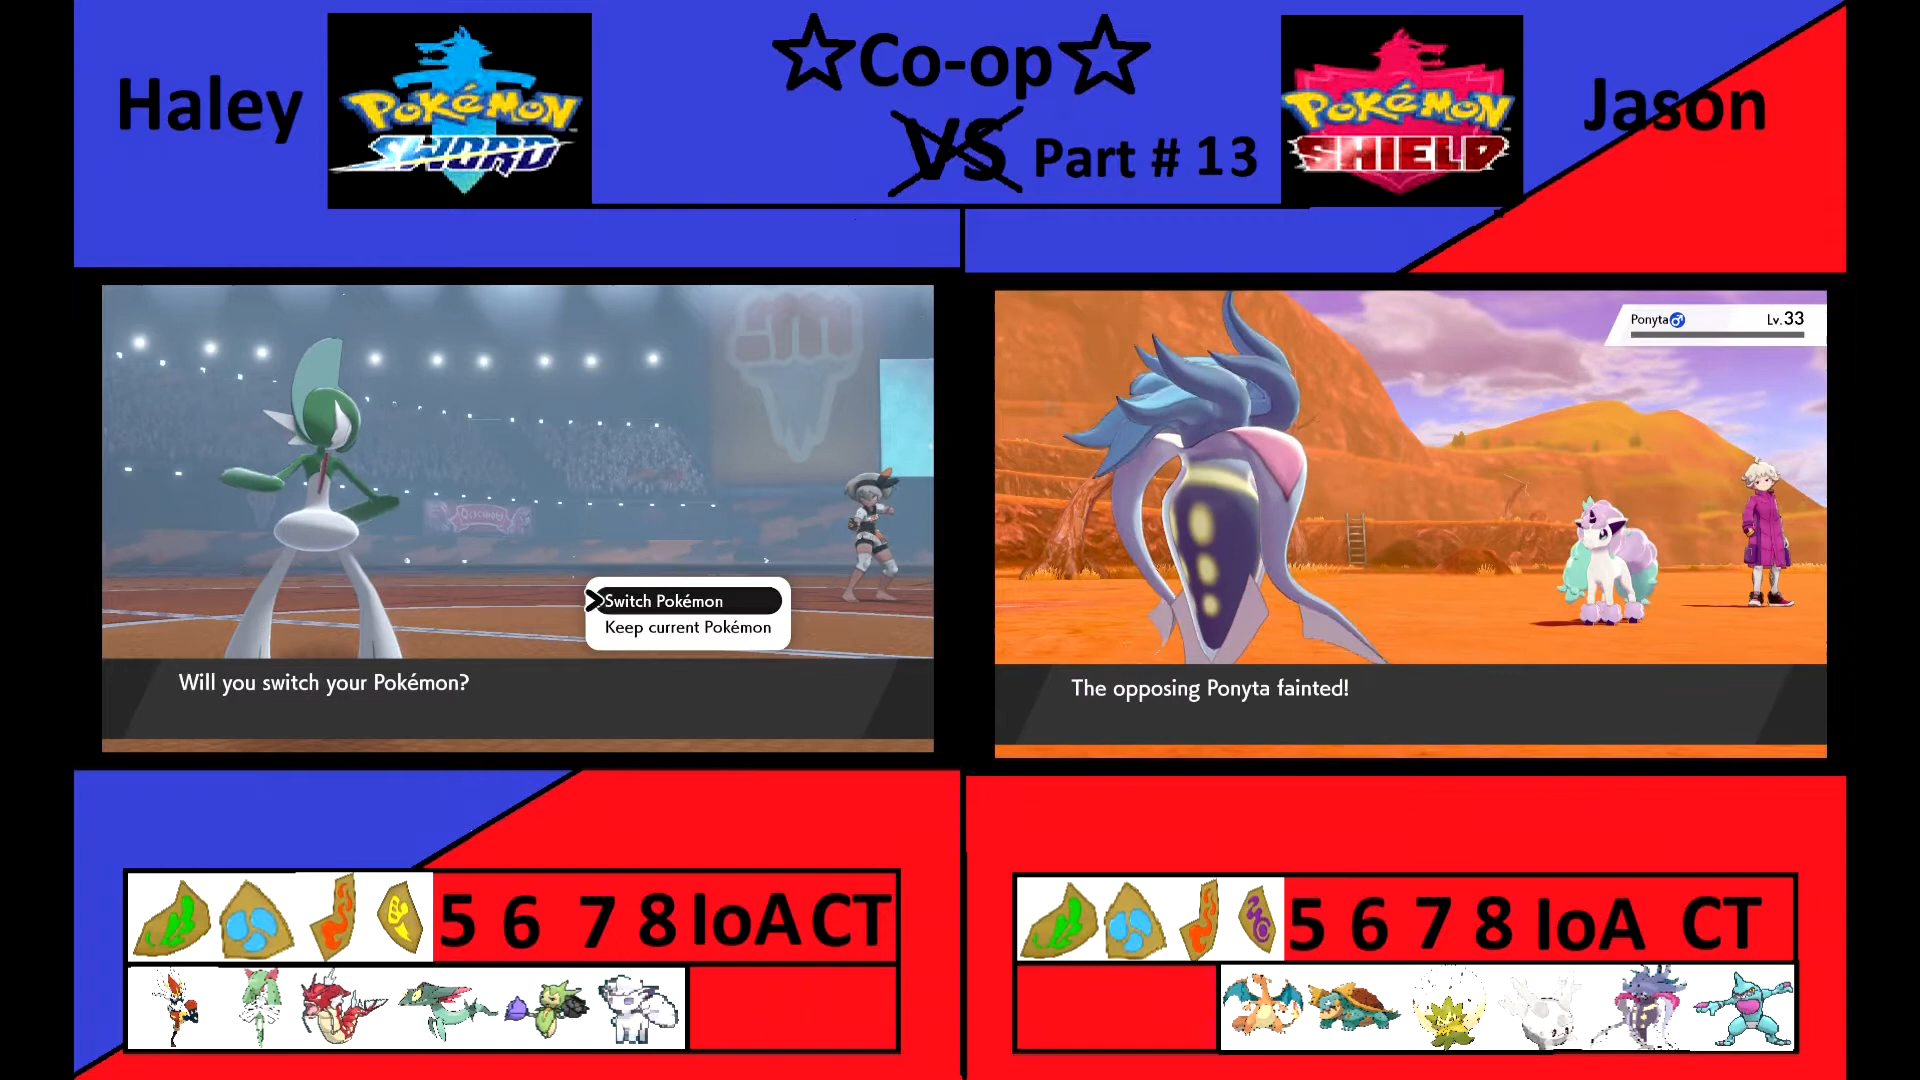 ☆Co-op☆
Haley
POKÉMON
SWORD
VS Part # 13
POKÉMON
SHIELD
Jason
Switch Pokémon
Keep current Pokémon
Will you switch your Pokémon?
Ponyta♂ Lv. 33
The opposing Ponyta fainted!
5 6 7 8 IoA CT
5 6 7 8 IoA CT